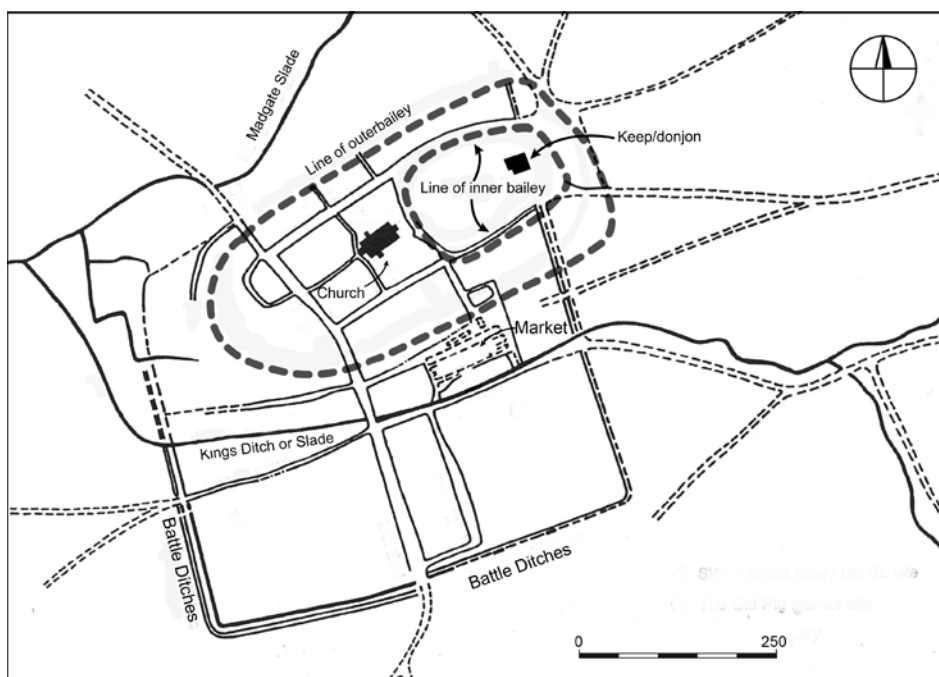 Madgate Slade
Line of outerbailey
Keep/donjon
Line of inner bailey
Church
Market
Kings Ditch or Slade
Battle Ditches
Battle Ditches
0 250